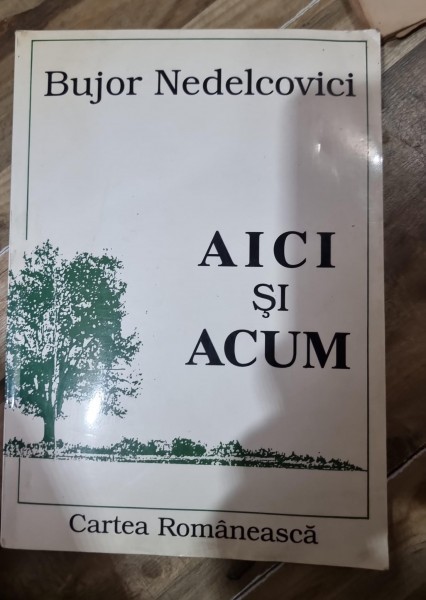 Bujor Nedelcovici
AICI
ŞI
ACUM
Cartea Românească